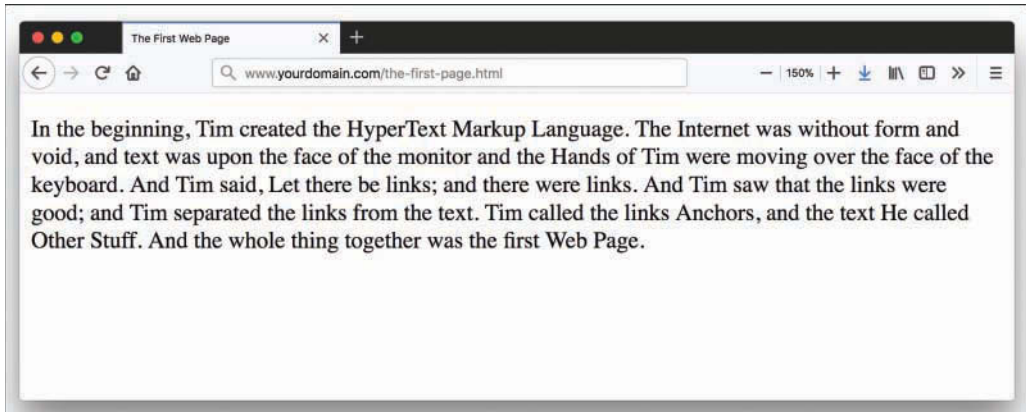 The First Web Page
www.yourdomain.com/the-first-page.html
150%
In the beginning, Tim created the HyperText Markup Language. The Internet was without form and
void, and text was upon the face of the monitor and the Hands of Tim were moving over the face of the
keyboard. And Tim said, Let there be links; and there were links. And Tim saw that the links were
good; and Tim separated the links from the text. Tim called the links Anchors, and the text He called
Other Stuff. And the whole thing together was the first Web Page.